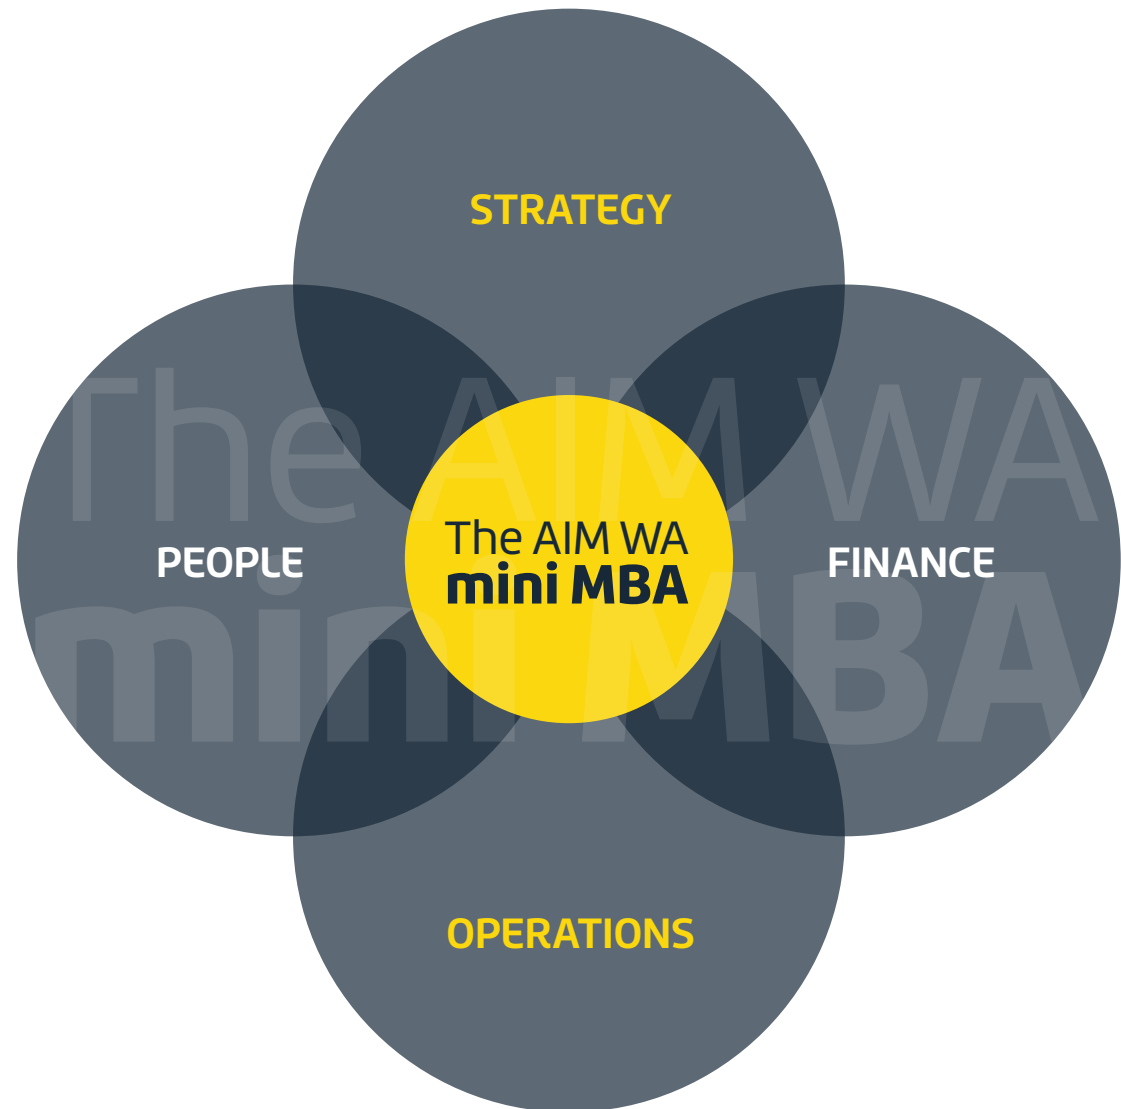 STRATEGY
The AIM WA
mini MBA
PEOPLE
The AIM WA
mini MBA
FINANCE
OPERATIONS